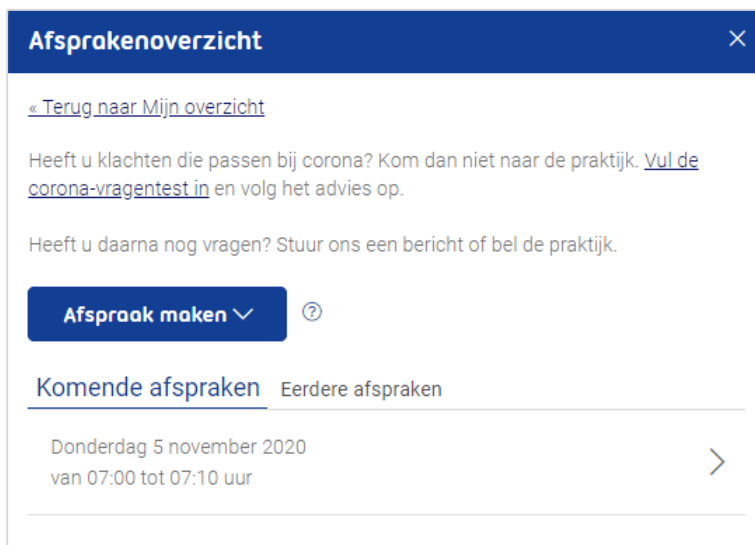 Afsprakenoverzicht
« Terug naar Mijn overzicht
Heeft u klachten die passen bij corona? Kom dan niet naar de praktijk. Vul de
corona-vragentest in en volg het advies op.
Heeft u daarna nog vragen? Stuur ons een bericht of bel de praktijk.
Afspraak maken
Komende afspraken Eerdere afspraken
Donderdag 5 november 2020
van 07:00 tot 07:10 uur